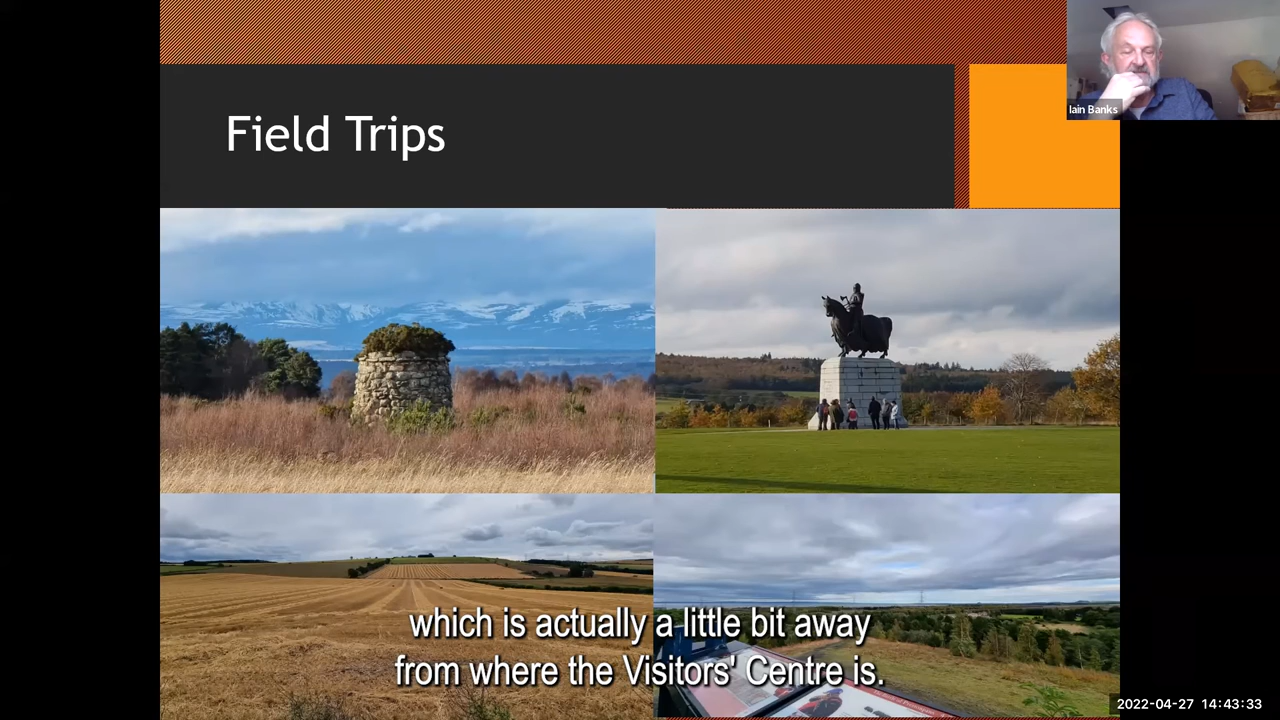 Field Trips
Iain Banks
which is actually a little bit away
from where the Visitors' Centre is.
2022-04-27 14:43:33